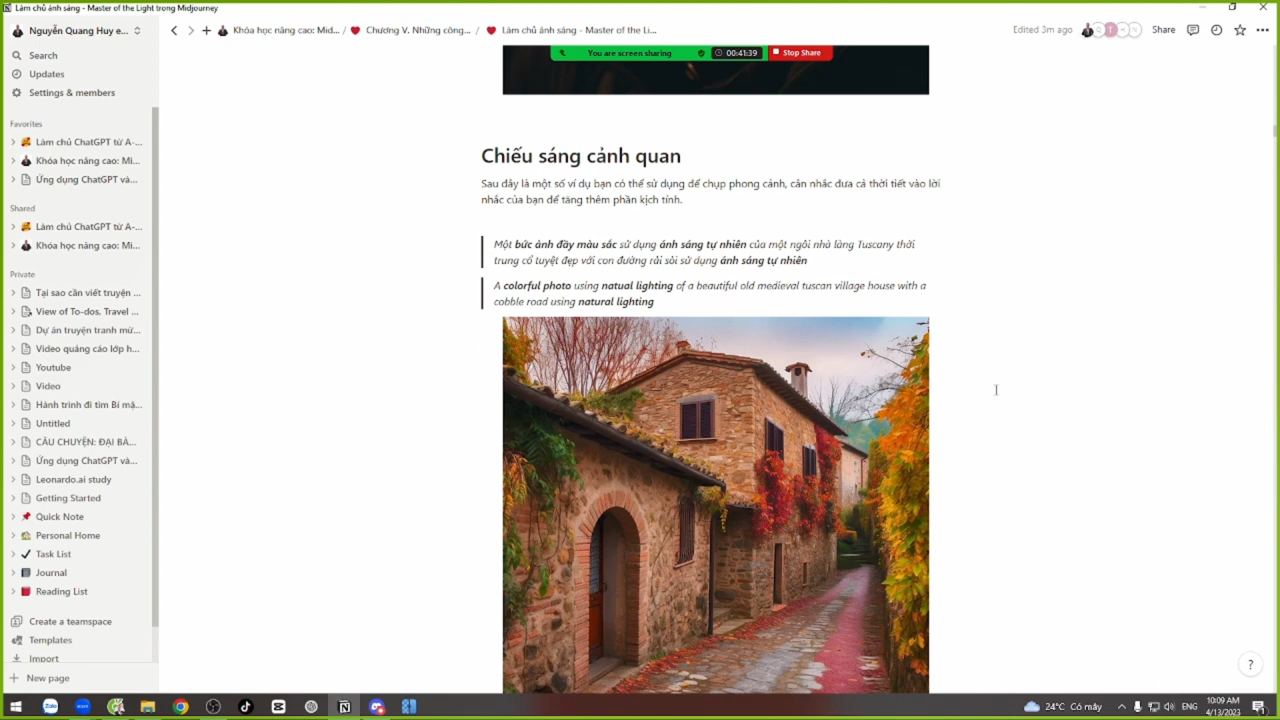 Làm chủ ánh sáng - Master of the Light trong Midjourney
Nguyễn Quang Huy e...
Khóa học nâng cao: Mid... /
Chương V. Những công... /
Làm chủ ánh sáng - Master of the Li...
Edited 3m ago
Share
Search
Updates
Settings & members
You are screen sharing
00:41:39
Stop Share
Favorites
Làm chủ ChatGPT từ A-...
Khóa học nâng cao: Mi...
Ứng dụng ChatGPT và...
Shared
Làm chủ ChatGPT từ A-...
Khóa học nâng cao: Mi...
Private
Tại sao cần viết truyện ...
View of To-dos, Travel ...
Dự án truyện tranh mừ...
Video quảng cáo lớp h...
Youtube
Video
Hành trình đi tìm Bí mậ...
Untitled
CÂU CHUYỆN: ĐẠI BÀ...
Ứng dụng ChatGPT và...
Leonardo.ai study
Getting Started
Quick Note
Personal Home
Task List
Journal
Reading List
Create a teamspace
Templates
Import
New page
Chiếu sáng cảnh quan
Sau đây là một số ví dụ bạn có thể sử dụng để chụp phong cảnh, cân nhắc đưa cả thời tiết vào lời
nhắc của bạn để tăng thêm phần kịch tính.
Một bức ảnh đầy màu sắc sử dụng ánh sáng tự nhiên của một ngôi nhà làng Tuscany thời
trung cổ tuyệt đẹp với con đường rải sỏi sử dụng ánh sáng tự nhiên
A colorful photo using natual lighting of a beautiful old medieval tuscan village house with a
cobble road using natural lighting
?
Zalo
24°C Có mây
ENG
10:09 AM
4/13/2023